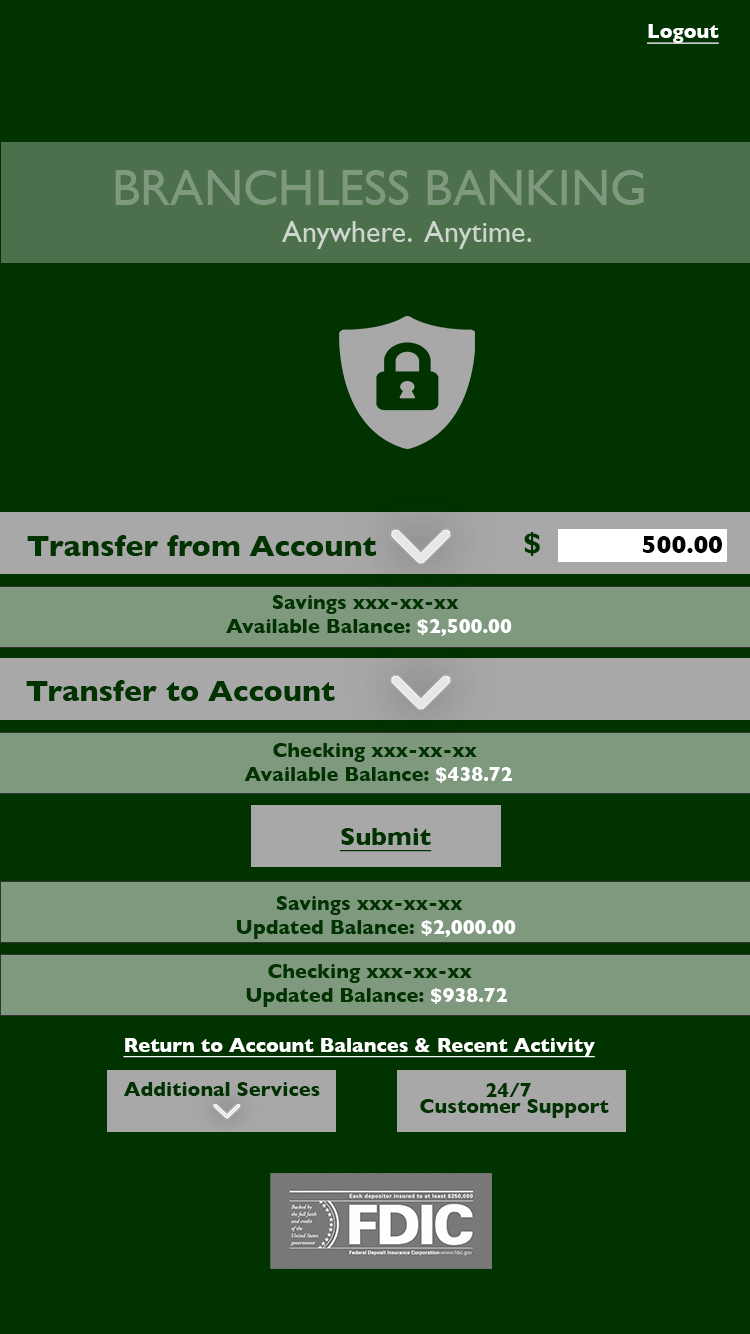 Logout
BRANCHLESS BANKING
Anywhere. Anytime.
Transfer from Account $ 500.00
Savings xxx-xx-xx
Available Balance: $2,500.00
Transfer to Account
Checking xxx-xx-xx
Available Balance: $438.72
Submit
Savings xxx-xx-xx
Updated Balance: $2,000.00
Checking xxx-xx-xx
Updated Balance: $938.72
Return to Account Balances & Recent Activity
Additional Services
24/7
Customer Support
Each depositor insured to at least $250,000
Backed by
the full faith
and credit
of the
United States
government
FDIC
Federal Deposit Insurance Corporation•www.fdic.gov